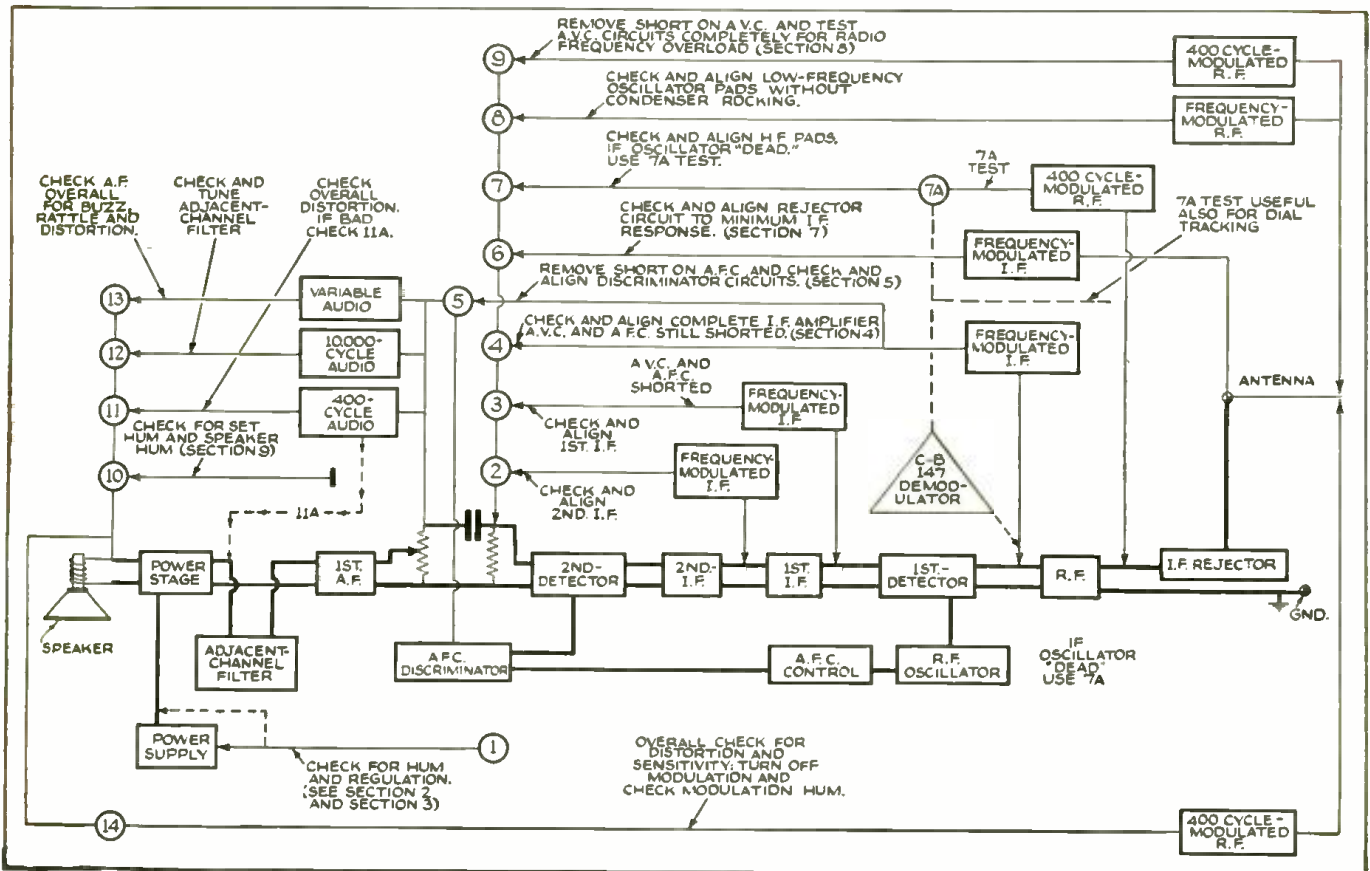 REMOVE SHORT ON A.V.C. AND TEST
A.V.C. CIRCUITS COMPLETELY FOR RADIO
FREQUENCY OVERLOAD (SECTION 8)
9
400 CYCLE-
MODULATED
R.F.
CHECK AND ALIGN LOW-FREQUENCY
OSCILLATOR PADS WITHOUT
CONDENSER ROCKING.
8
FREQUENCY-
MODULATED
R.F.
CHECK AND ALIGN H F PADS.
IF OSCILLATOR "DEAD."
USE 7A TEST.
7
7A
7A
TEST
400 CYCLE-
MODULATED
R.F.
7A TEST USEFUL
ALSO FOR DIAL
TRACKING
CHECK AND ALIGN REJECTOR
CIRCUIT TO MINIMUM I.F.
RESPONSE. (SECTION 7)
6
FREQUENCY-
MODULATED
I.F.
CHECK A.F.
OVERALL
FOR BUZZ,
RATTLE AND
DISTORTION.
CHECK AND
TUNE
ADJACENT-
CHANNEL
FILTER
CHECK
OVERALL
DISTORTION.
IF BAD
CHECK 11A.
REMOVE SHORT ON A.F.C. AND CHECK AND
ALIGN DISCRIMINATOR CIRCUITS. (SECTION 5)
13
VARIABLE
AUDIO
5
CHECK AND ALIGN COMPLETE I.F. AMPLIFIER
A.V.C. AND A F C. STILL SHORTED. (SECTION 4)
12
10,000-
CYCLE
AUDIO
4
FREQUENCY-
MODULATED
I.F.
A V.C. AND
A.F.C.
SHORTED
ANTENNA
11
400-
CYCLE
AUDIO
3
FREQUENCY-
MODULATED
I.F.
CHECK AND
ALIGN
1ST. I.F.
CHECK FOR SET
HUM AND SPEAKER
HUM (SECTION 9)
10
2
FREQUENCY-
MODULATED
I.F.
CHECK AND
ALIGN
2ND. I.F.
C-B
147
DEMOD-
ULATOR
11A
POWER
STAGE
1ST.
A.F.
2ND-
DETECTOR
2ND.-
I.F.
1ST.
I.F.
1ST.-
DETECTOR
R.F.
I.F. REJECTOR
GND.
SPEAKER
ADJACENT-
CHANNEL
FILTER
A.F.C.
DISCRIMINATOR
A.F.C.
CONTROL
R.F.
OSCILLATOR
IF
OSCILLATOR
"DEAD"
USE 7A
POWER
SUPPLY
1
CHECK FOR HUM
AND REGULATION.
(SEE SECTION 2
AND SECTION 3)
OVERALL CHECK FOR
DISTORTION AND
SENSITIVITY: TURN OFF
MODULATION AND
CHECK MODULATION HUM.
14
400 CYCLE-
MODULATED
R.F.